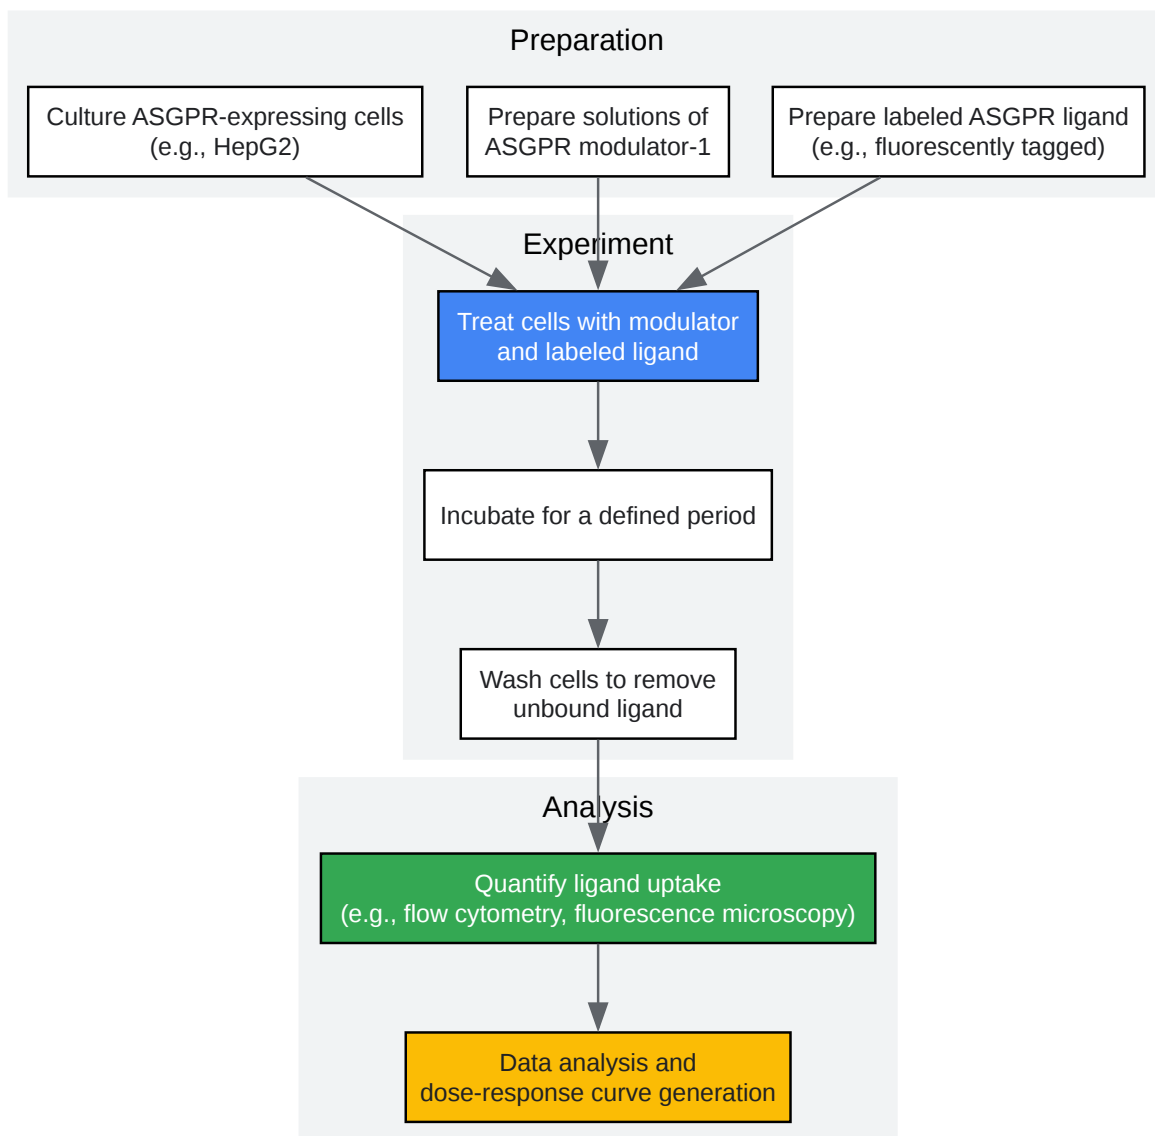 Preparation
Culture ASGPR-expressing cells
(e.g., HepG2)
Prepare solutions of
ASGPR modulator-1
Prepare labeled ASGPR ligand
(e.g., fluorescently tagged)
Experiment
Treat cells with modulator
and labeled ligand
Incubate for a defined period
Wash cells to remove
unbound ligand
Analysis
Quantify ligand uptake
(e.g., flow cytometry, fluorescence microscopy)
Data analysis and
dose-response curve generation